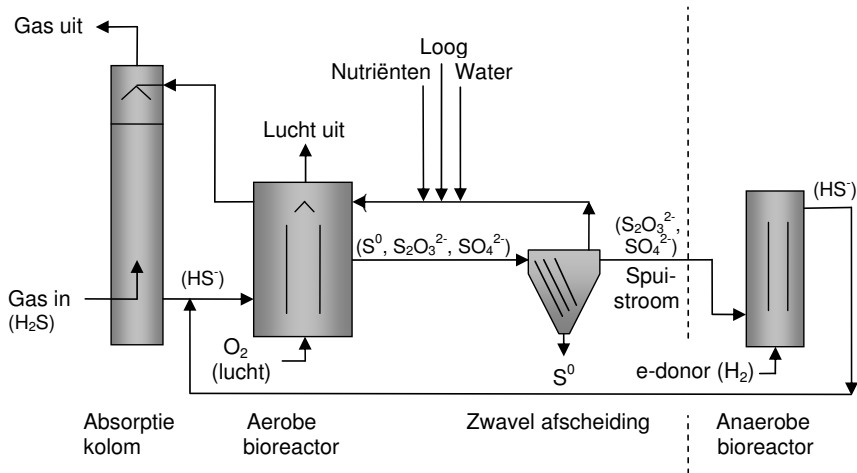 Gas uit
Loog
Nutriënten
Water
Lucht uit
(HS⁻)
(S₂O₃²⁻,
SO₄²⁻)
(S⁰, S₂O₃²⁻, SO₄²⁻)
Spui-
stroom
(HS⁻)
Gas in
(H₂S)
O₂
(lucht)
S⁰
e-donor (H₂)
Absorptie
kolom
Aerobe
bioreactor
Zwavel afscheiding
Anaerobe
bioreactor